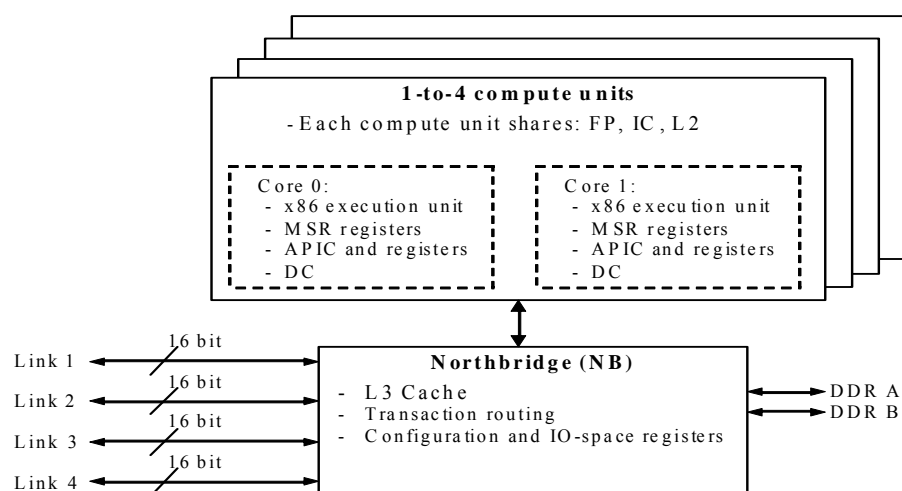 1-to-4 compute units
- Each compute unit shares: FP, IC, L2
Core 0:
- x86 execution unit
- MSR registers
- APIC and registers
- DC
Core 1:
- x86 execution unit
- MSR registers
- APIC and registers
- DC
Link 1
16 bit
Link 2
16 bit
Link 3
16 bit
Link 4
16 bit
Northbridge (NB)
- L3 Cache
- Transaction routing
- Configuration and IO-space registers
DDR A
DDR B